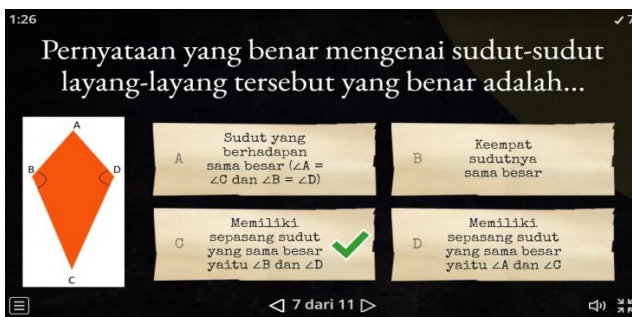 1:26
✓ 7
Pernyataan yang benar mengenai sudut-sudut
layang-layang tersebut yang benar adalah...
A
B
D
C
A
Sudut yang
berhadapan
sama besar (∠A =
∠C dan ∠B = ∠D)
B
Keempat
sudutnya
sama besar
C
Memiliki
sepasang sudut
yang sama besar
yaitu ∠B dan ∠D
D
Memiliki
sepasang sudut
yang sama besar
yaitu ∠A dan ∠C
7 dari 11